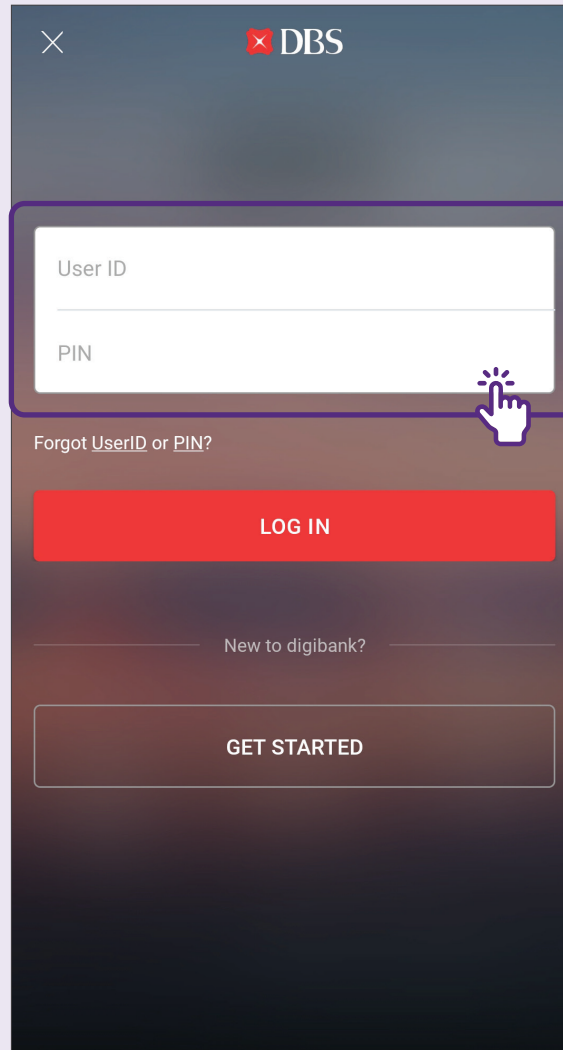 DBS
User ID
PIN
Forgot UserID or PIN?
LOG IN
New to digibank?
GET STARTED